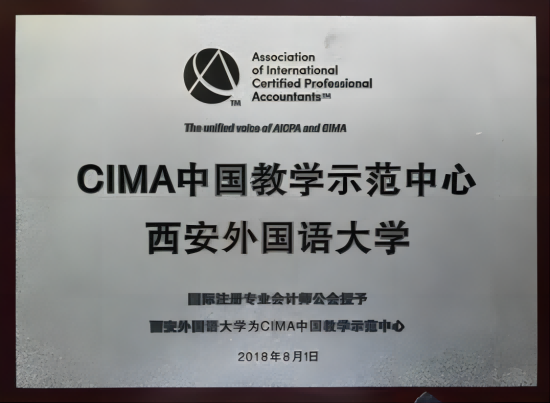 Association
of International
Certified Professional
Accountants™
TM
The unified voice of AICPA and CIMA
CIMA中国教学示范中心
西安外国语大学
国际注册专业会计师公会授予
西安外国语大学为CIMA中国教学示范中心
2018年8月1日